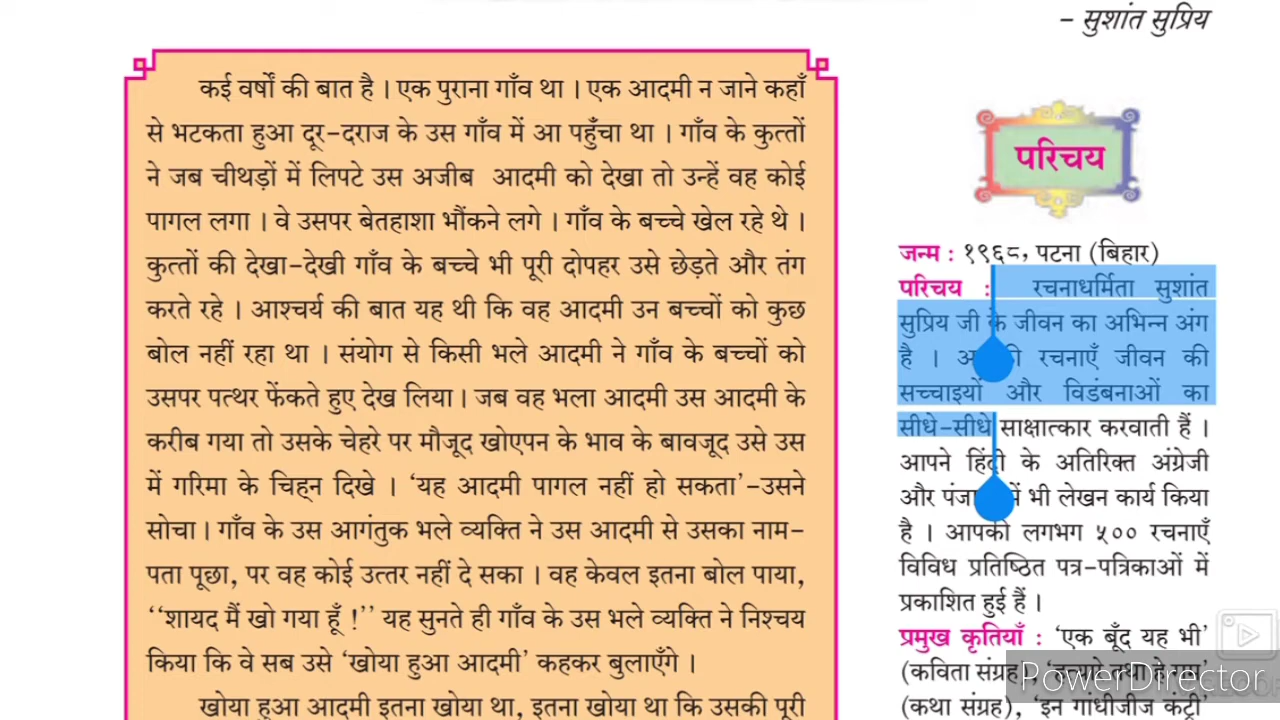 – सुशांत सुप्रिय
कई वर्षों की बात है । एक पुराना गाँव था । एक आदमी न जाने कहाँ
से भटकता हुआ दूर-दराज के उस गाँव में आ पहुँचा था । गाँव के कुत्तों
ने जब चीथड़ों में लिपटे उस अजीब आदमी को देखा तो उन्हें वह कोई
पागल लगा । वे उसपर बेतहाशा भौंकने लगे । गाँव के बच्चे खेल रहे थे ।
कुत्तों की देखा-देखी गाँव के बच्चे भी पूरी दोपहर उसे छेड़ते और तंग
करते रहे । आश्चर्य की बात यह थी कि वह आदमी उन बच्चों को कुछ
बोल नहीं रहा था । संयोग से किसी भले आदमी ने गाँव के बच्चों को
उसपर पत्थर फेंकते हुए देख लिया । जब वह भला आदमी उस आदमी के
करीब गया तो उसके चेहरे पर मौजूद खोएपन के भाव के बावजूद उसे उस
में गरिमा के चिह्न दिखे । ‘यह आदमी पागल नहीं हो सकता’-उसने
सोचा । गाँव के उस आगंतुक भले व्यक्ति ने उस आदमी से उसका नाम-
पता पूछा, पर वह कोई उत्तर नहीं दे सका । वह केवल इतना बोल पाया,
‘‘शायद मैं खो गया हूँ !’’ यह सुनते ही गाँव के उस भले व्यक्ति ने निश्चय
किया कि वे सब उसे ‘खोया हुआ आदमी’ कहकर बुलाएँगे ।
खोया हुआ आदमी इतना खोया था, इतना खोया था कि उसकी पूरी
परिचय
जन्म : १९६८, पटना (बिहार)
परिचय : रचनाधर्मिता सुशांत
सुप्रिय जी के जीवन का अभिन्न अंग
है । रचनाएँ जीवन की
सच्चाइयों और विडंबनाओं का
सीधे-सीधे साक्षात्कार करवाती हैं ।
आपने हिंदी के अतिरिक्त अंग्रेजी
और में भी लेखन कार्य किया
है । आपकी लगभग ५०० रचनाएँ
विविध प्रतिष्ठित पत्र-पत्रिकाओं में
प्रकाशित हुई हैं ।
प्रमुख कृतियाँ : ‘एक बूँद यह भी’
(कविता संग्रह),
(कथा संग्रह), ‘इन गांधीजीज कंट्री’
PowerDirector